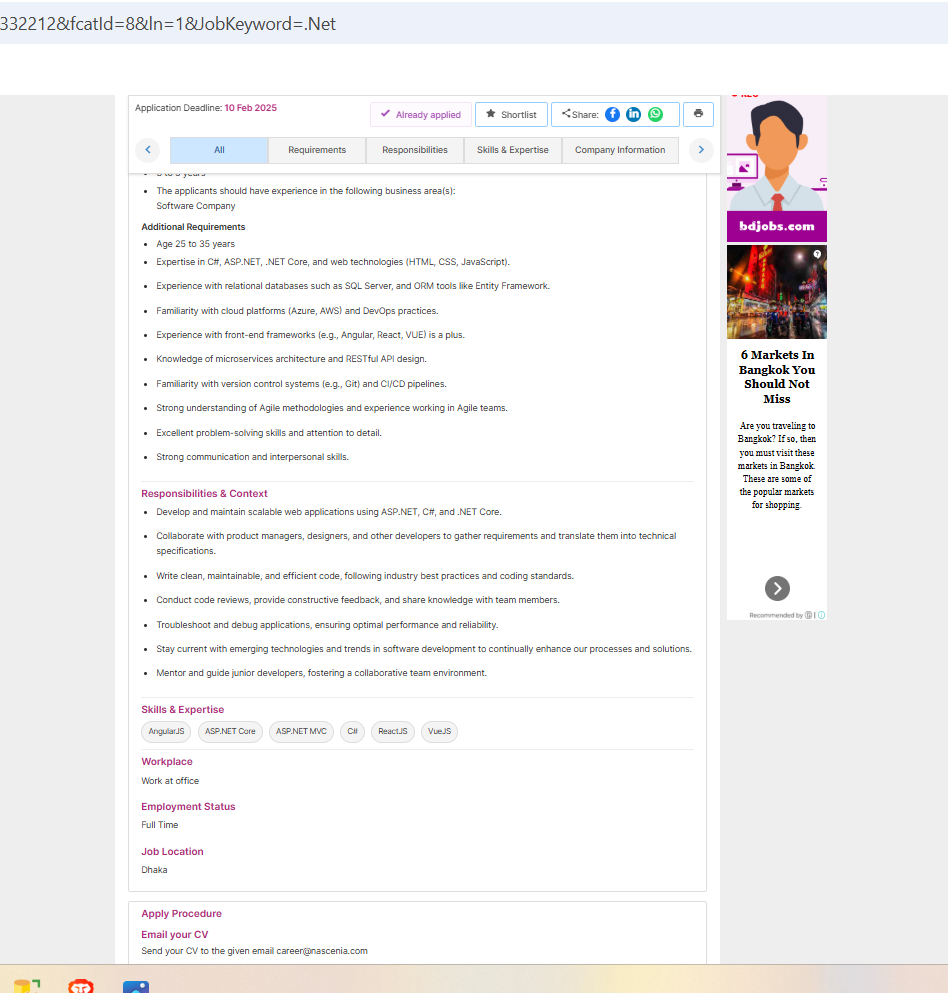 332212&fcatId=8&ln=1&JobKeyword=.Net
Application Deadline: 10 Feb 2025
Already applied
Shortlist
Share:
All
Requirements
Responsibilities
Skills & Expertise
Company Information
The applicants should have experience in the following business area(s):
Software Company
Additional Requirements
Age 25 to 35 years
Expertise in C#, ASP.NET, .NET Core, and web technologies (HTML, CSS, JavaScript).
Experience with relational databases such as SQL Server, and ORM tools like Entity Framework.
Familiarity with cloud platforms (Azure, AWS) and DevOps practices.
Experience with front-end frameworks (e.g., Angular, React, VUE) is a plus.
Knowledge of microservices architecture and RESTful API design.
Familiarity with version control systems (e.g., Git) and CI/CD pipelines.
Strong understanding of Agile methodologies and experience working in Agile teams.
Excellent problem-solving skills and attention to detail.
Strong communication and interpersonal skills.
Responsibilities & Context
Develop and maintain scalable web applications using ASP.NET, C#, and .NET Core.
Collaborate with product managers, designers, and other developers to gather requirements and translate them into technical
specifications.
Write clean, maintainable, and efficient code, following industry best practices and coding standards.
Conduct code reviews, provide constructive feedback, and share knowledge with team members.
Troubleshoot and debug applications, ensuring optimal performance and reliability.
Stay current with emerging technologies and trends in software development to continually enhance our processes and solutions.
Mentor and guide junior developers, fostering a collaborative team environment.
Skills & Expertise
AngularJS
ASP.NET Core
ASP.NET MVC
C#
ReactJS
VueJS
Workplace
Work at office
Employment Status
Full Time
Job Location
Dhaka
Apply Procedure
Email your CV
Send your CV to the given email career@nascenia.com
bdjobs.com
6 Markets In
Bangkok You
Should Not
Miss
Are you traveling to
Bangkok? If so, then
you must visit these
markets in Bangkok.
These are some of
the popular markets
for shopping.
Recommended by